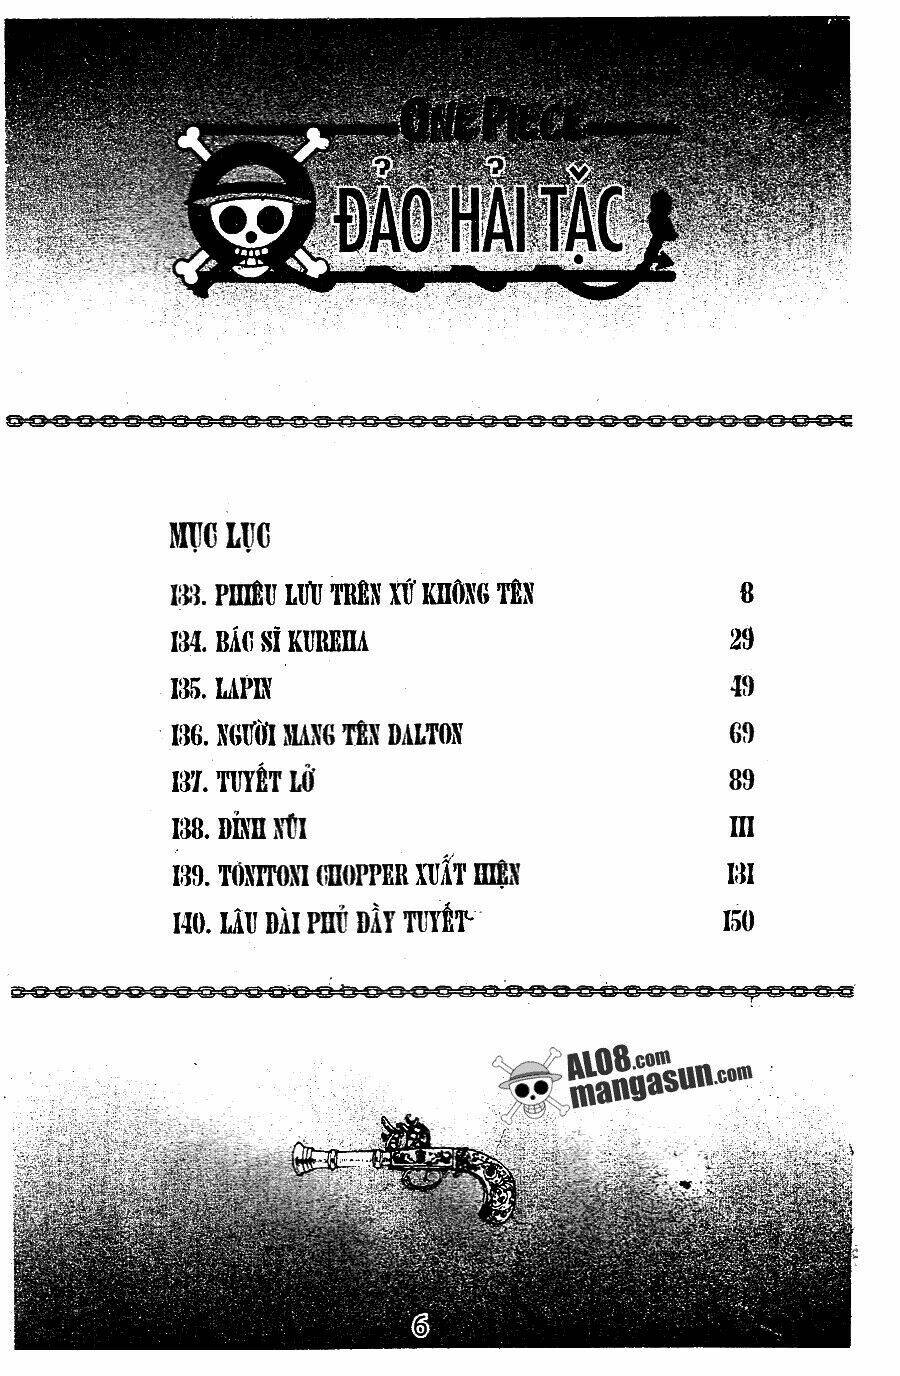 ONE PIECE
ĐẢO HẢI TẶC
MỤC LỤC
133. PHIÊU LƯU TRÊN XỨ KHÔNG TÊN 8
134. BÁC SĨ KUREHA 29
135. LAPIN 49
136. NGƯỜI MANG TÊN DALTON 69
137. TUYẾT LỞ 89
138. ĐỈNH NÚI 111
139. TONITONI CHOPPER XUẤT HIỆN 131
140. LÂU ĐÀI PHỦ ĐẦY TUYẾT 150
ALO8.com
mangasun.com
6